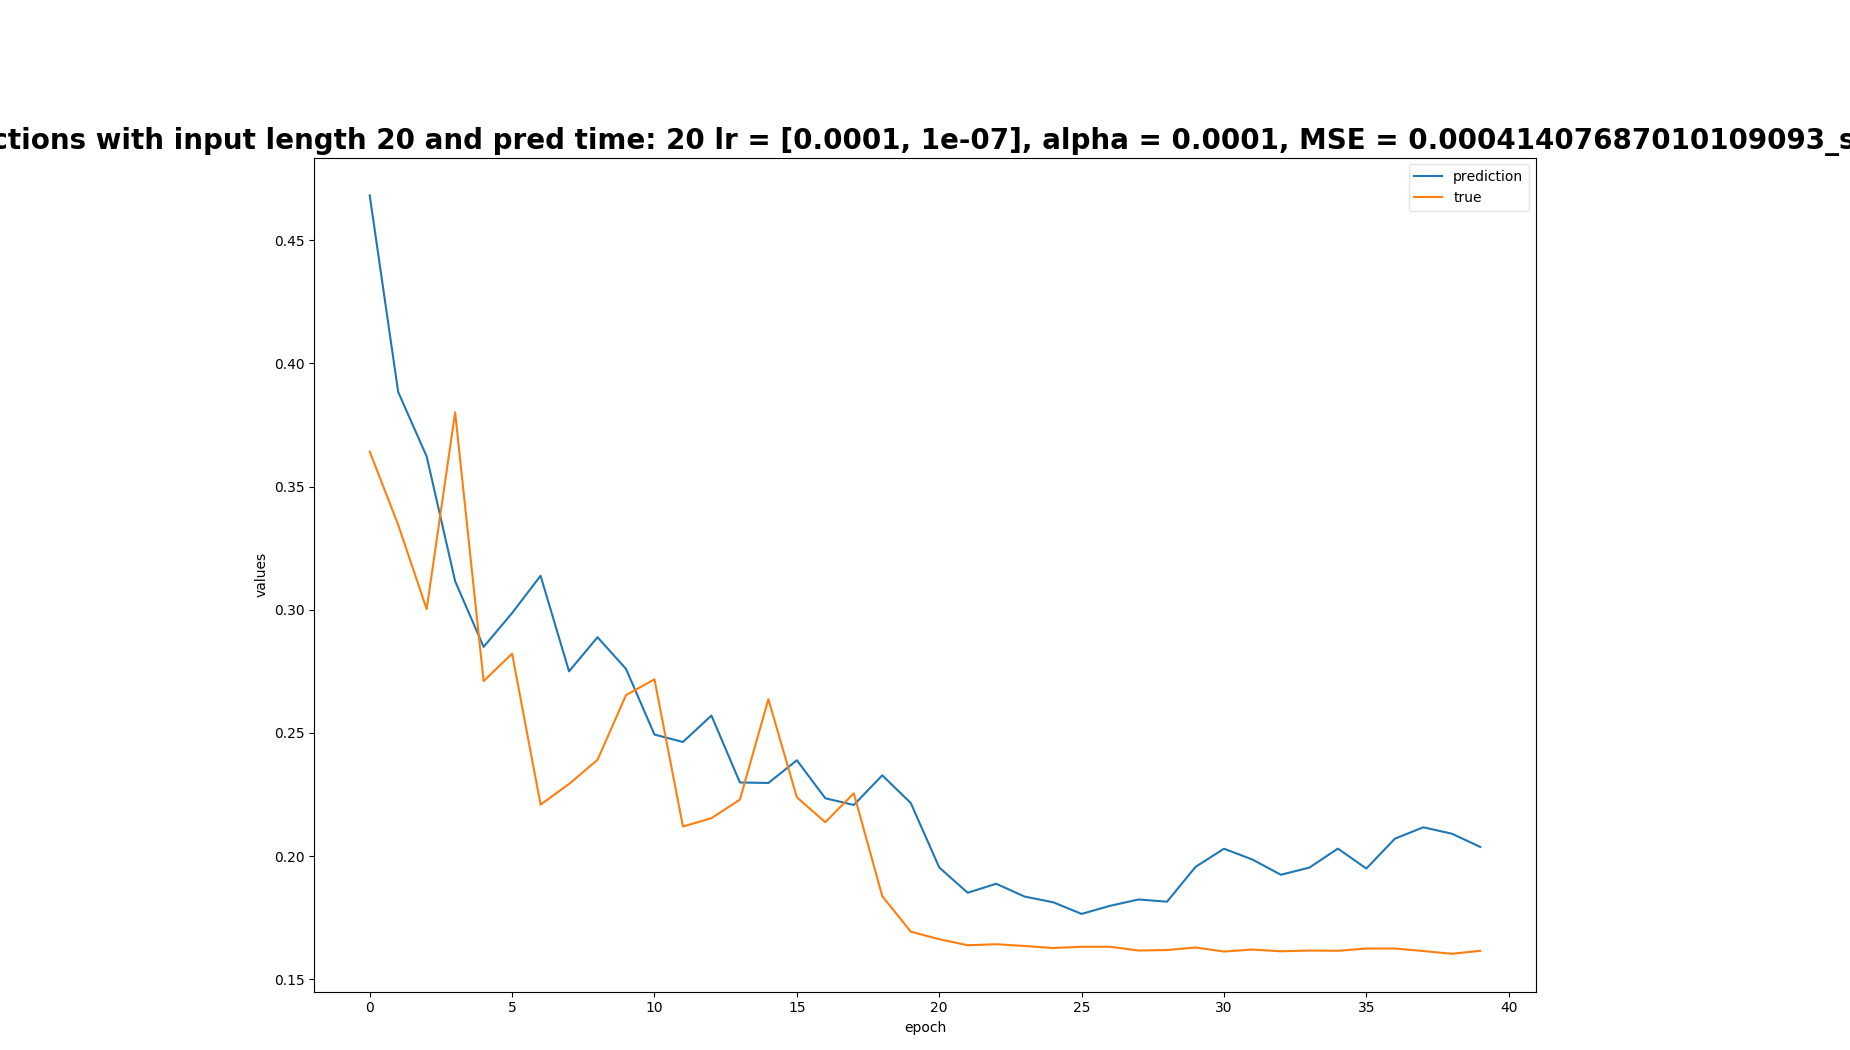 ctions with input length 20 and pred time: 20 lr = [0.0001, 1e-07], alpha = 0.0001, MSE = 0.00041407687010109093_s
prediction
true
0.45
0.40
0.35
0.30
0.25
0.20
0.15
values
0 5 10 15 20 25 30 35 40
epoch